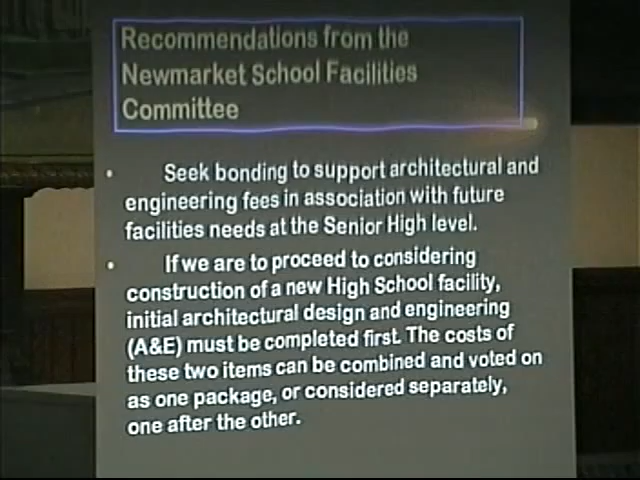 Recommendations from the
Newmarket School Facilities
Committee
• Seek bonding to support architectural and
engineering fees in association with future
facilities needs at the Senior High level.
• If we are to proceed to considering
construction of a new High School facility,
initial architectural design and engineering
(A&E) must be completed first. The costs of
these two items can be combined and voted on
as one package, or considered separately,
one after the other.